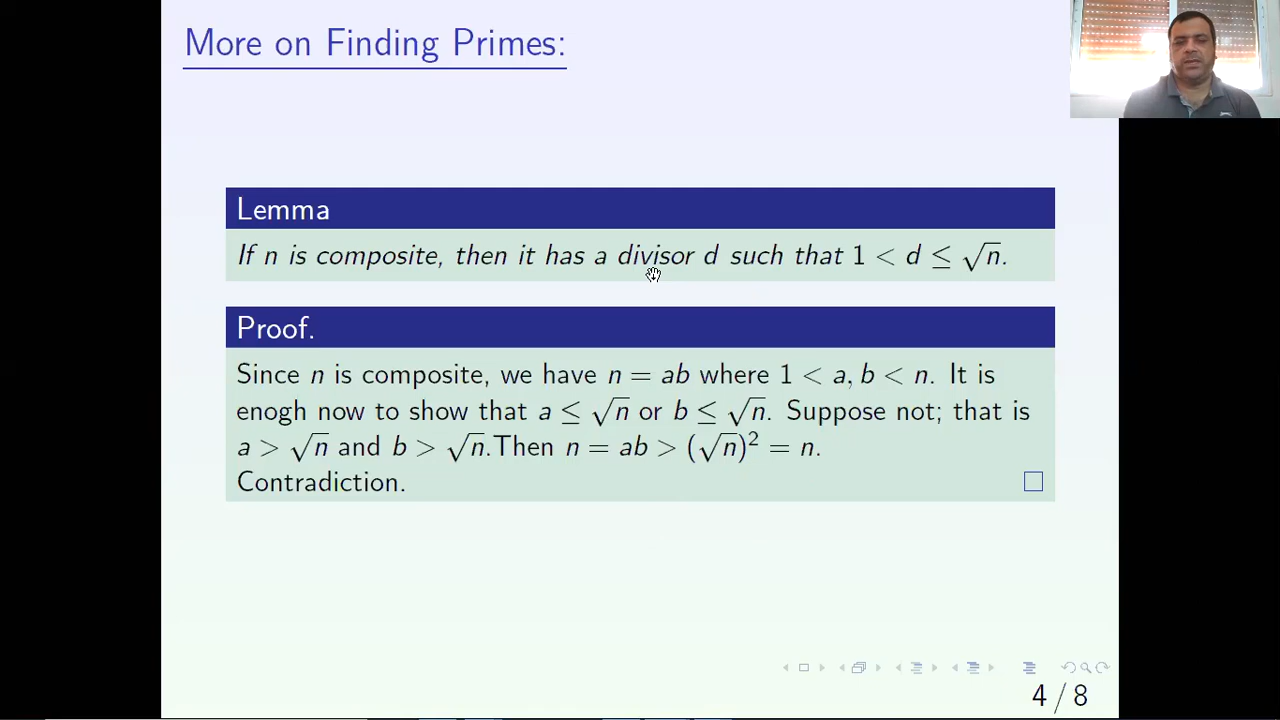 More on Finding Primes:
Lemma
If n is composite, then it has a divisor d such that 1 < d ≤ √n.
Proof.
Since n is composite, we have n = ab where 1 < a, b < n. It is
enogh now to show that a ≤ √n or b ≤ √n. Suppose not; that is
a > √n and b > √n.Then n = ab > (√n)² = n.
Contradiction.
4 / 8